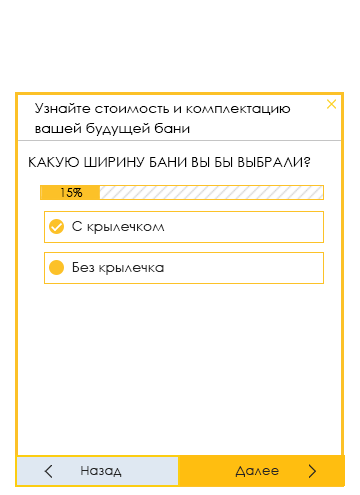 Узнайте стоимость и комплектацию
вашей будущей бани
КАКУЮ ШИРИНУ БАНИ ВЫ БЫ ВЫБРАЛИ?
15%
С крылечком
Без крылечка
Назад
Далее